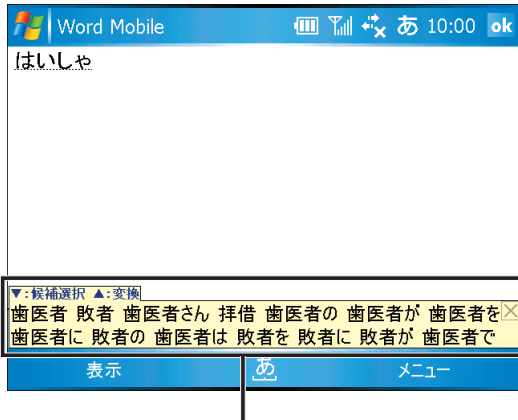 Word Mobile あ 10:00 ok
はいしゃ
▼:候補選択 ▲:変換
歯医者 敗者 歯医者さん 拝借 歯医者の 歯医者が 歯医者を
歯医者に 敗者の 歯医者は 敗者を 敗者に 敗者が 歯医者で
表示 あ メニュー